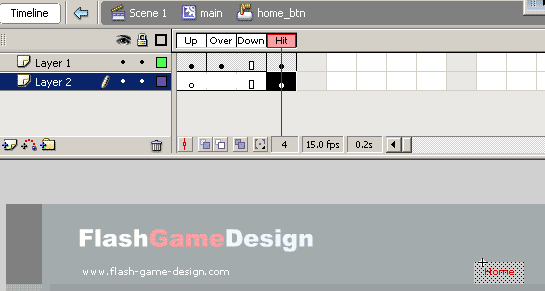 Timeline Scene 1 main home_btn
Up Over Down Hit
Layer 1
Layer 2
4 15.0 fps 0.2s
FlashGameDesign
www.flash-game-design.com
Home